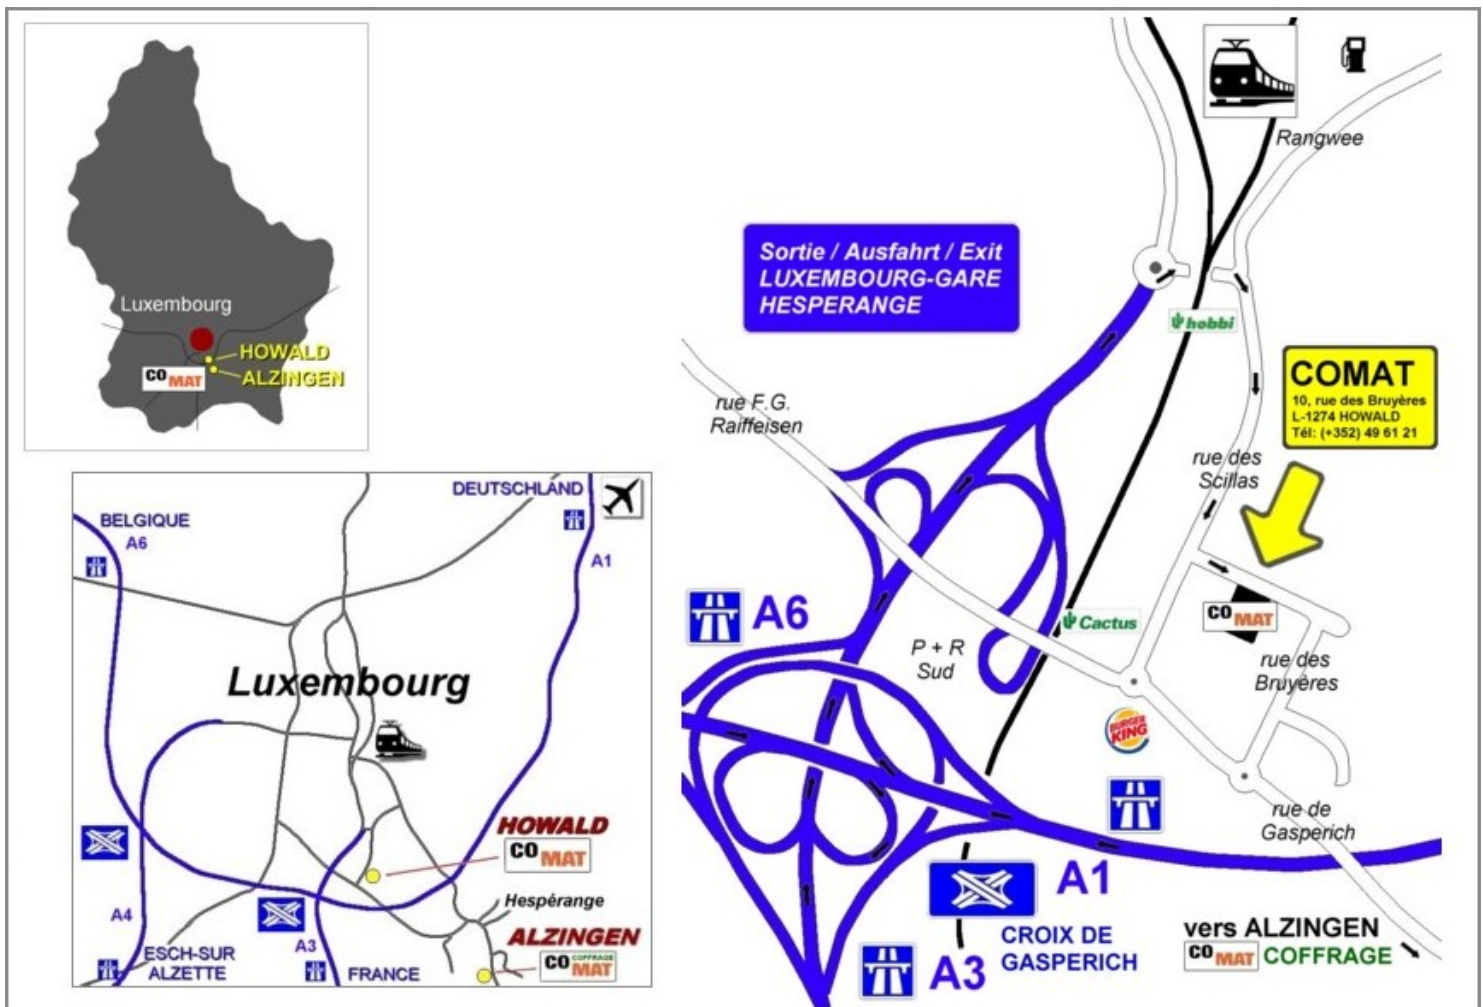 Luxembourg
HOWALD
CO MAT
ALZINGEN
DEUTSCHLAND
BELGIQUE
A6
A1
Luxembourg
HOWALD
CO MAT
Hespérange
A4
A3
ALZINGEN
ESCH-SUR
ALZETTE
FRANCE
CO COFFRAGE
MAT
Rangwee
Sortie / Ausfahrt / Exit
LUXEMBOURG-GARE
HESPERANGE
hobbi
COMAT
10, rue des Bruyères
L-1274 HOWALD
Tél: (+352) 49 61 21
rue F.G.
Raiffeisen
rue des
Scillas
A6
Cactus
CO MAT
P + R
Sud
rue des
Bruyères
BURGER
KING
rue de
Gasperich
A1
CROIX DE
GASPERICH
A3
vers ALZINGEN
CO MAT COFFRAGE